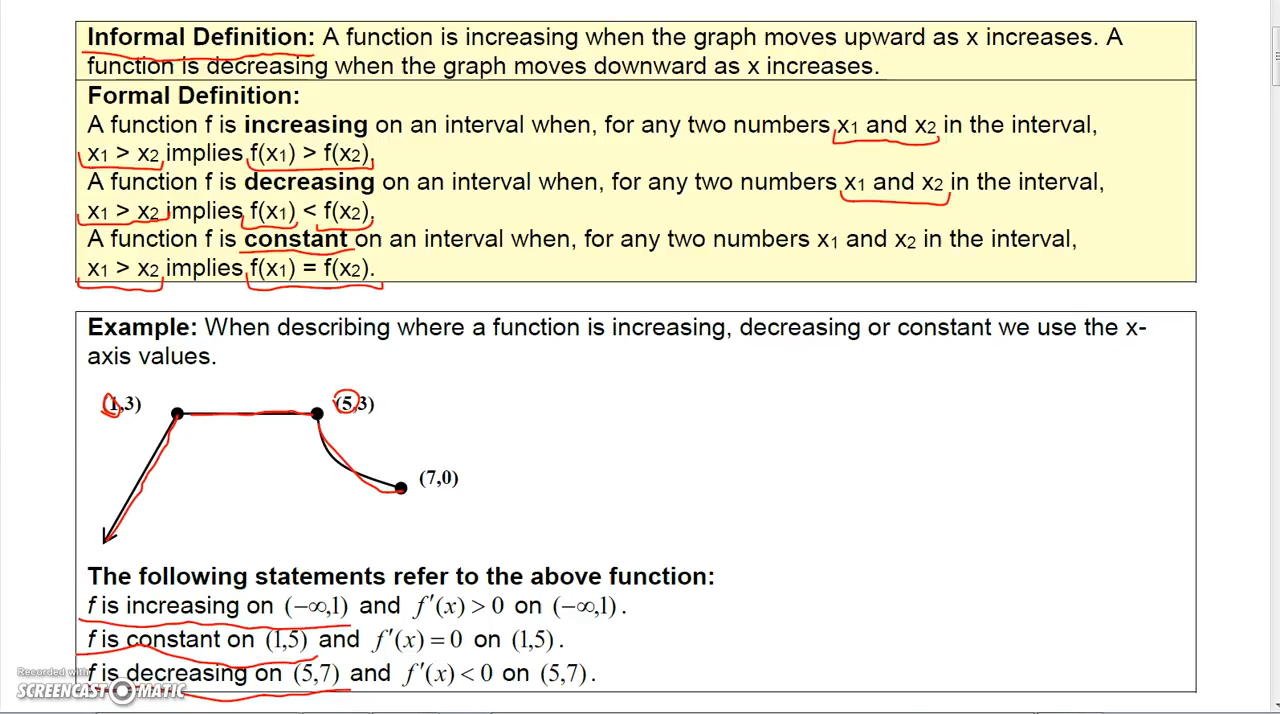 Informal Definition: A function is increasing when the graph moves upward as x increases. A
function is decreasing when the graph moves downward as x increases.
Formal Definition:
A function f is increasing on an interval when, for any two numbers x1 and x2 in the interval,
x1 > x2 implies f(x1) > f(x2).
A function f is decreasing on an interval when, for any two numbers x1 and x2 in the interval,
x1 > x2 implies f(x1) < f(x2).
A function f is constant on an interval when, for any two numbers x1 and x2 in the interval,
x1 > x2 implies f(x1) = f(x2).
Example: When describing where a function is increasing, decreasing or constant we use the x-
axis values.
(1,3)
(5,3)
(7,0)
The following statements refer to the above function:
f is increasing on (−∞,1) and f′(x) > 0 on (−∞,1).
f is constant on (1,5) and f′(x) = 0 on (1,5).
f is decreasing on (5,7) and f′(x) < 0 on (5,7).
Recorded with
SCREENCAST-O-MATIC